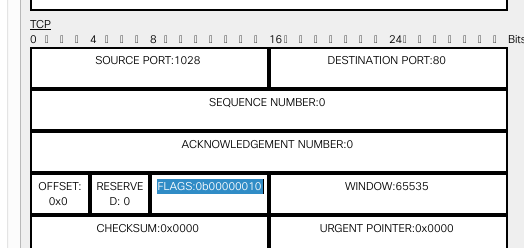 TCP
0 4 8 16 24 Bits
SOURCE PORT:1028 DESTINATION PORT:80
SEQUENCE NUMBER:0
ACKNOWLEDGEMENT NUMBER:0
OFFSET: RESERVE FLAGS:0b00000010 WINDOW:65535
0x0 D: 0
CHECKSUM:0x0000 URGENT POINTER:0x0000